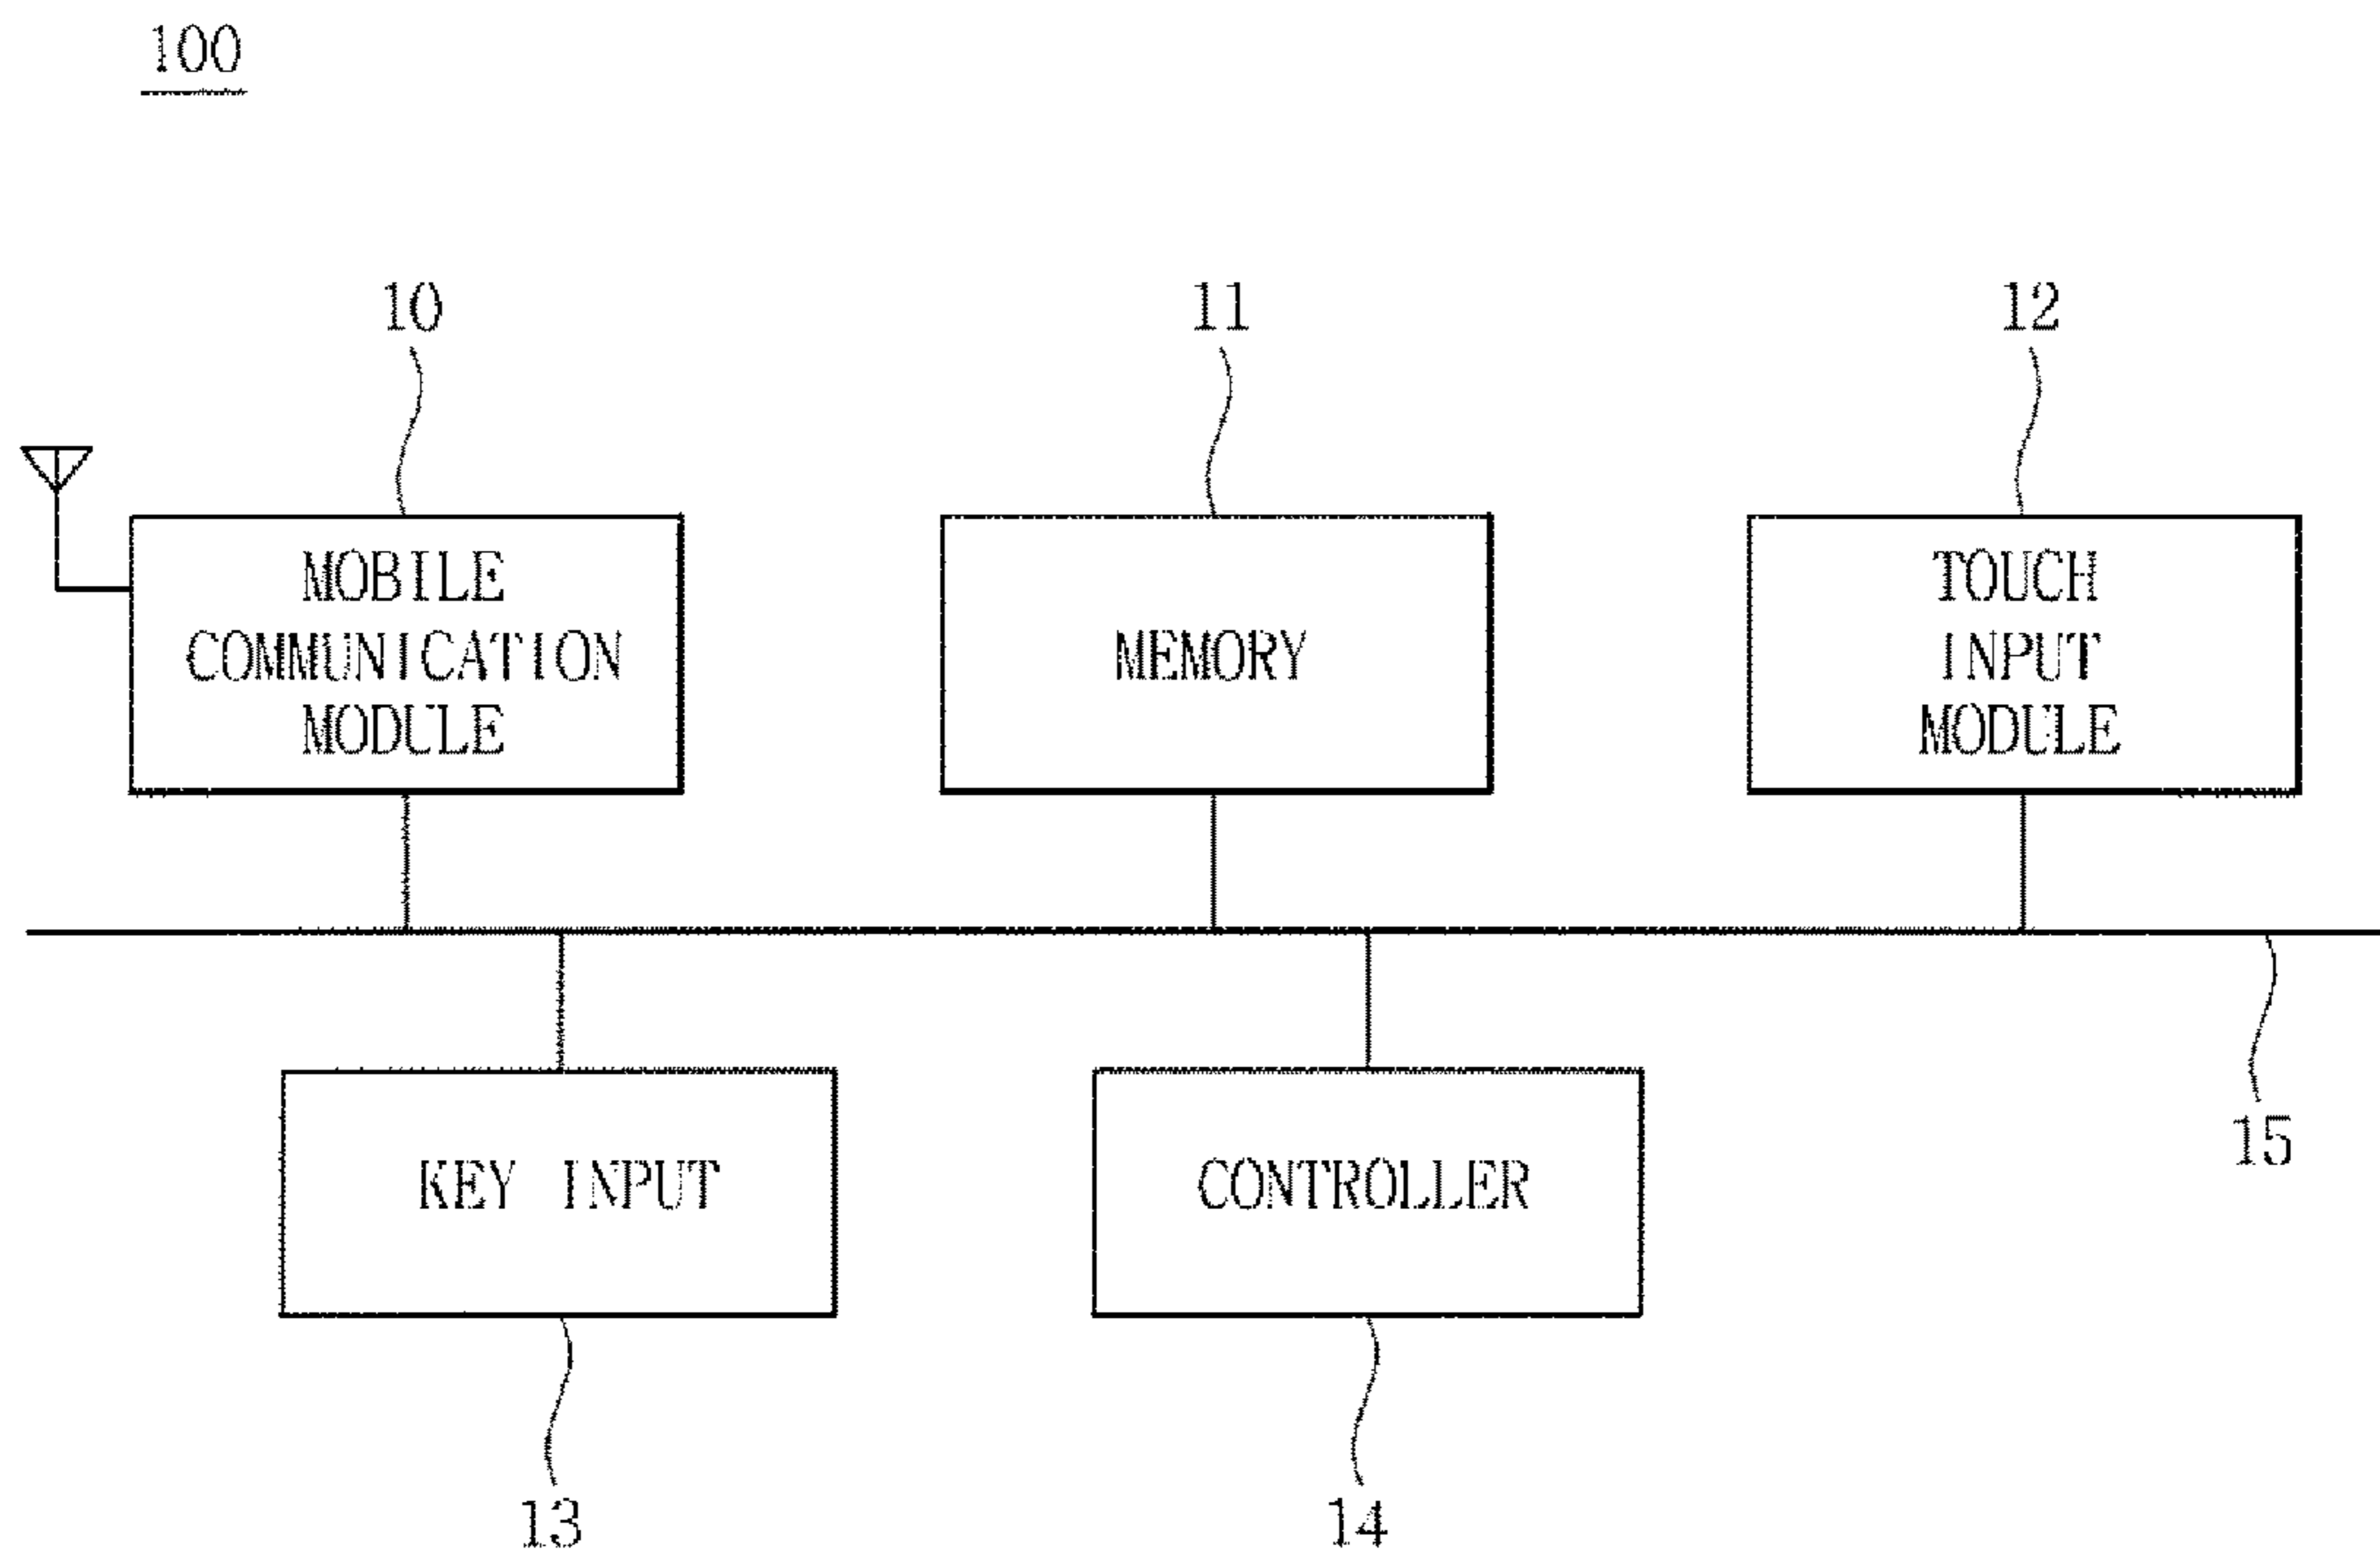 100
10
11
12
MOBILE
COMMUNICATION
MODULE
MEMORY
TOUCH
INPUT
MODULE
KEY INPUT
CONTROLLER
15
13
14